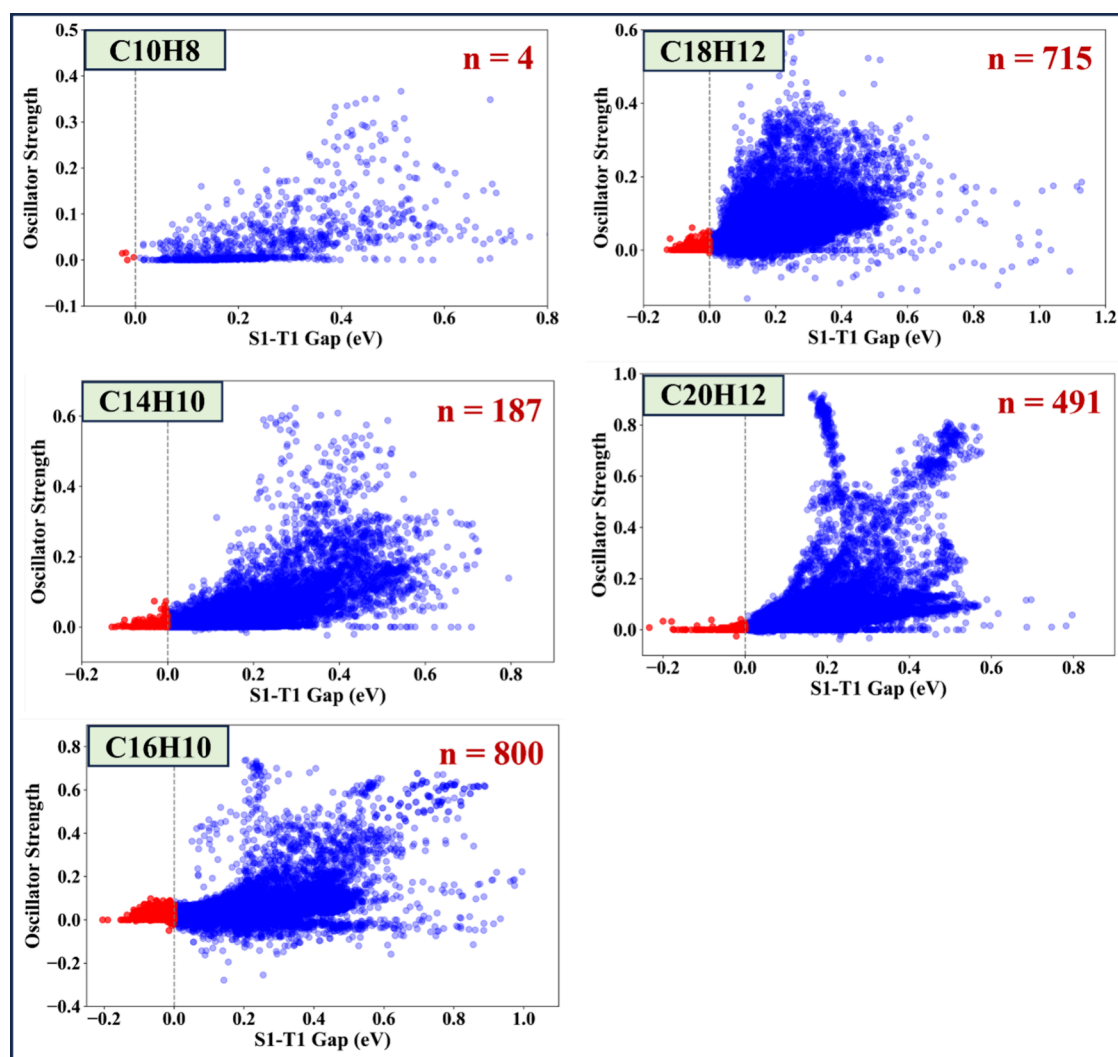 C10H8
n = 4
0.5
0.4
0.3
0.2
0.1
0.0
−0.1
Oscillator Strength
0.0 0.2 0.4 0.6 0.8
S1-T1 Gap (eV)
C18H12
n = 715
0.6
0.4
0.2
0.0
Oscillator Strength
−0.2 0.0 0.2 0.4 0.6 0.8 1.0 1.2
S1-T1 Gap (eV)
C14H10
n = 187
0.6
0.4
0.2
0.0
Oscillator Strength
−0.2 0.0 0.2 0.4 0.6 0.8
S1-T1 Gap (eV)
C20H12
n = 491
1.0
0.8
0.6
0.4
0.2
0.0
Oscillator Strength
−0.2 0.0 0.2 0.4 0.6 0.8
S1-T1 Gap (eV)
C16H10
n = 800
0.8
0.6
0.4
0.2
0.0
−0.2
−0.4
Oscillator Strength
−0.2 0.0 0.2 0.4 0.6 0.8 1.0
S1-T1 Gap (eV)